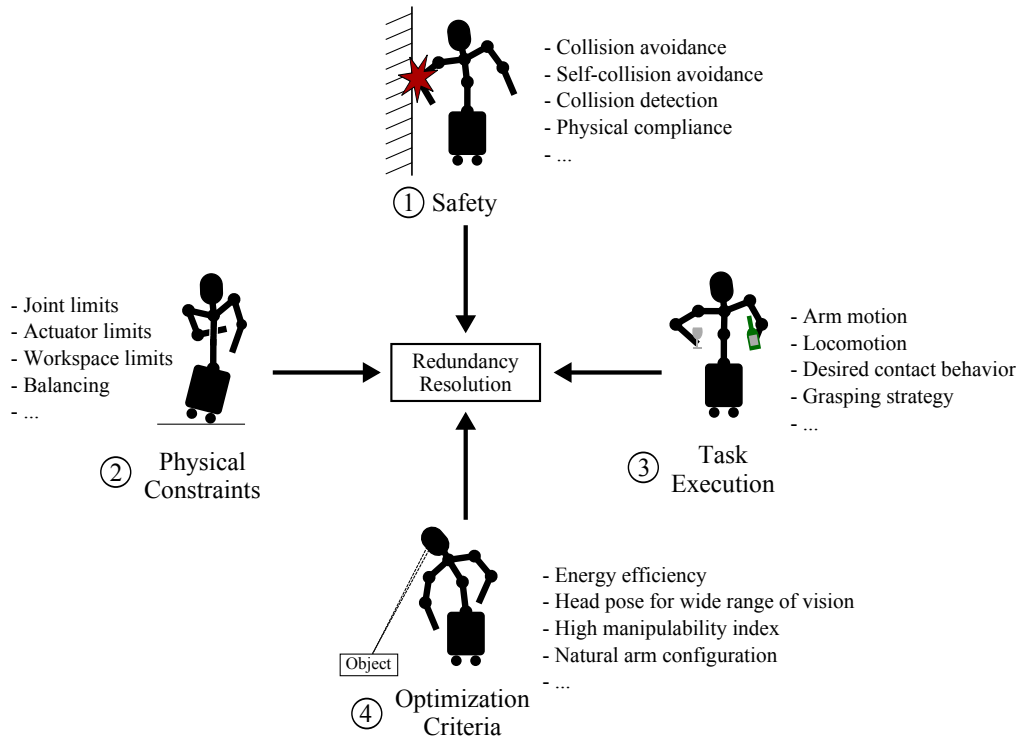 - Collision avoidance
- Self-collision avoidance
- Collision detection
- Physical compliance
- ...
1 Safety
- Joint limits
- Actuator limits
- Workspace limits
- Balancing
- ...
2 Physical
Constraints
Redundancy
Resolution
- Arm motion
- Locomotion
- Desired contact behavior
- Grasping strategy
- ...
3 Task
Execution
- Energy efficiency
- Head pose for wide range of vision
- High manipulability index
- Natural arm configuration
- ...
Object
4 Optimization
Criteria